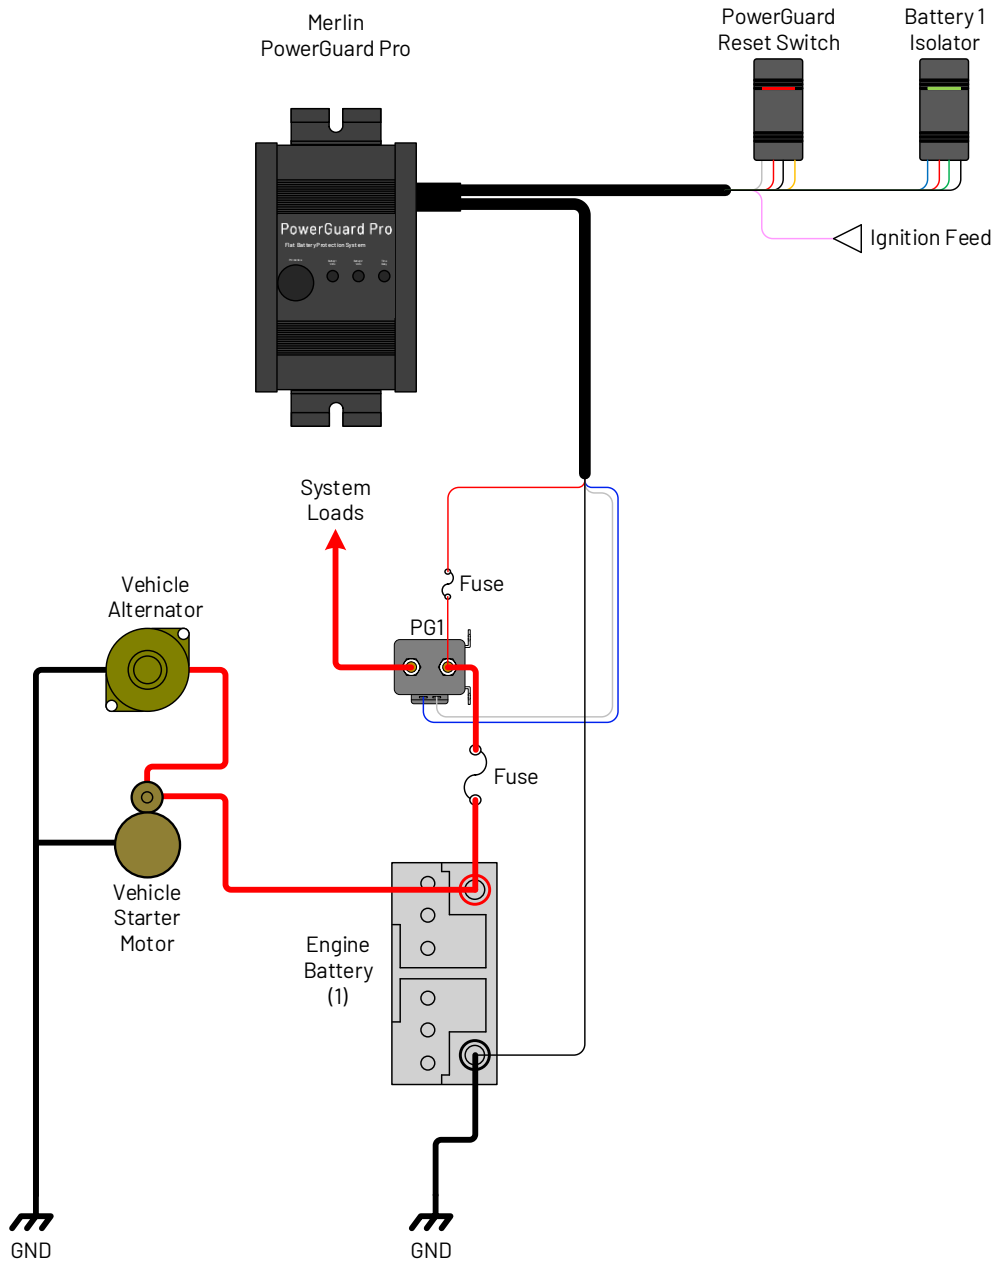 Merlin
PowerGuard Pro
PowerGuard
Reset Switch
Battery 1
Isolator
PowerGuard Pro
Flat Battery Protection System
Ignition Feed
System
Loads
Fuse
Vehicle
Alternator
PG1
Fuse
Vehicle
Starter
Motor
Engine
Battery
(1)
GND
GND